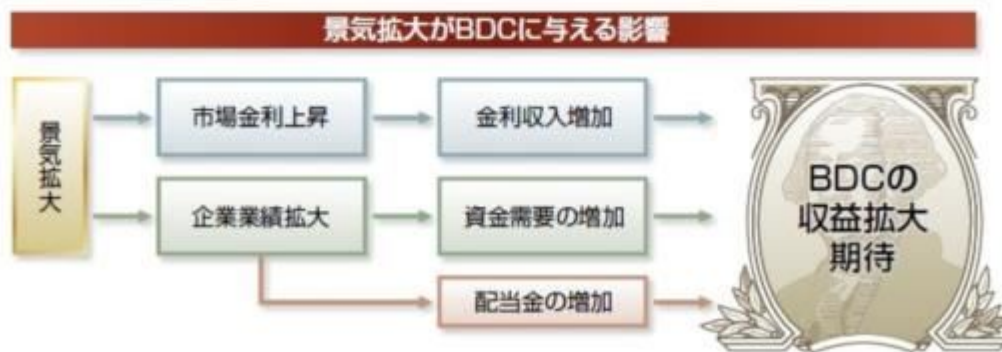 景気拡大がBDCに与える影響
景気拡大
市場金利上昇
金利収入増加
企業業績拡大
資金需要の増加
配当金の増加
BDCの
収益拡大
期待